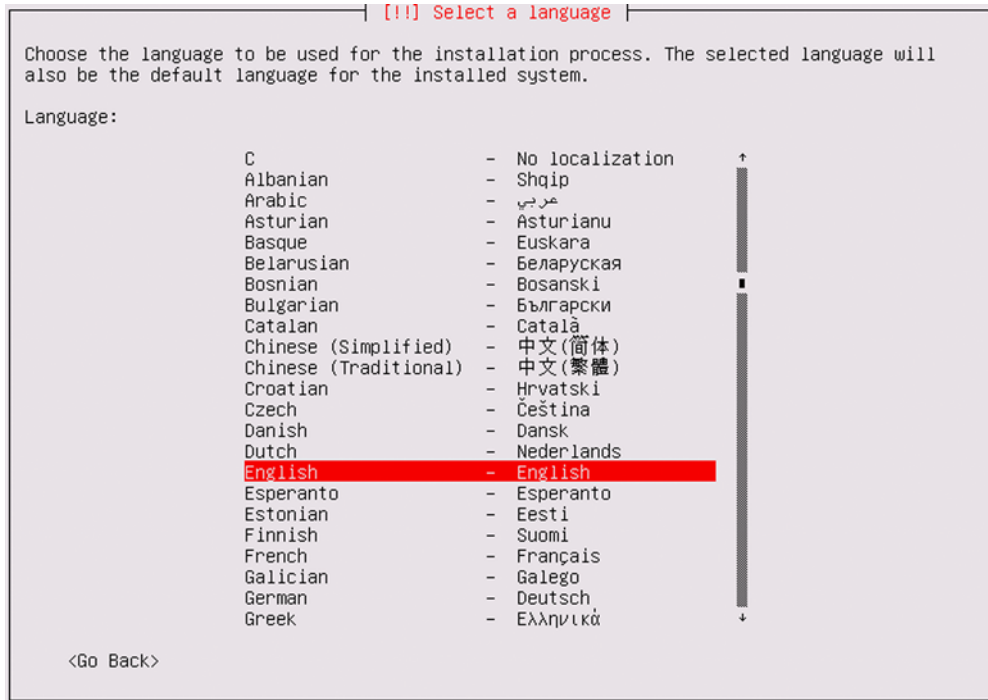 [!!] Select a language
Choose the language to be used for the installation process. The selected language will
also be the default language for the installed system.
Language:
C - No localization
Albanian - Shqip
Arabic - عربي
Asturian - Asturianu
Basque - Euskara
Belarusian - Беларуская
Bosnian - Bosanski
Bulgarian - Български
Catalan - Català
Chinese (Simplified) - 中文(简体)
Chinese (Traditional) - 中文(繁體)
Croatian - Hrvatski
Czech - Čeština
Danish - Dansk
Dutch - Nederlands
English - English
Esperanto - Esperanto
Estonian - Eesti
Finnish - Suomi
French - Français
Galician - Galego
German - Deutsch
Greek - Ελληνικά
<Go Back>